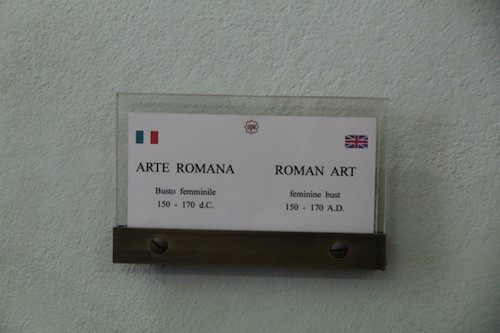 ARTE ROMANA
Busto femminile
150 - 170 d.C.
ROMAN ART
feminine bust
150 - 170 A.D.